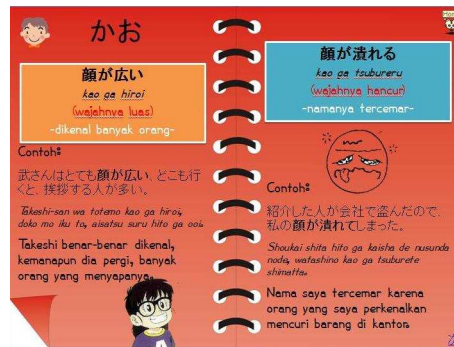 かお
顔が広い
kao ga hiroi
(wajahnya luas)
-dikenal banyak orang-
Contoh:
武さんはとても顔が広い、どこも行
くと、挨拶する人が多い。
Takeshi-san wa totemo kao ga hiroi,
doko mo iku to, aisatsu suru hito ga ooi.
Takeshi benar-benar dikenal,
kemanapun dia pergi, banyak
orang yang menyapanya.
顔が潰れる
kao ga tsubureru
(wajahnya hancur)
-namanya tercemar-
Contoh:
紹介した人が会社で盗んだので、
私の顔が潰れてしまった。
Shoukai shita hito ga kaisha de nusunda
node, watashino kao ga tsuburete
shimatta.
Nama saya tercemar karena
orang yang saya perkenalkan
mencuri barang di kantor.